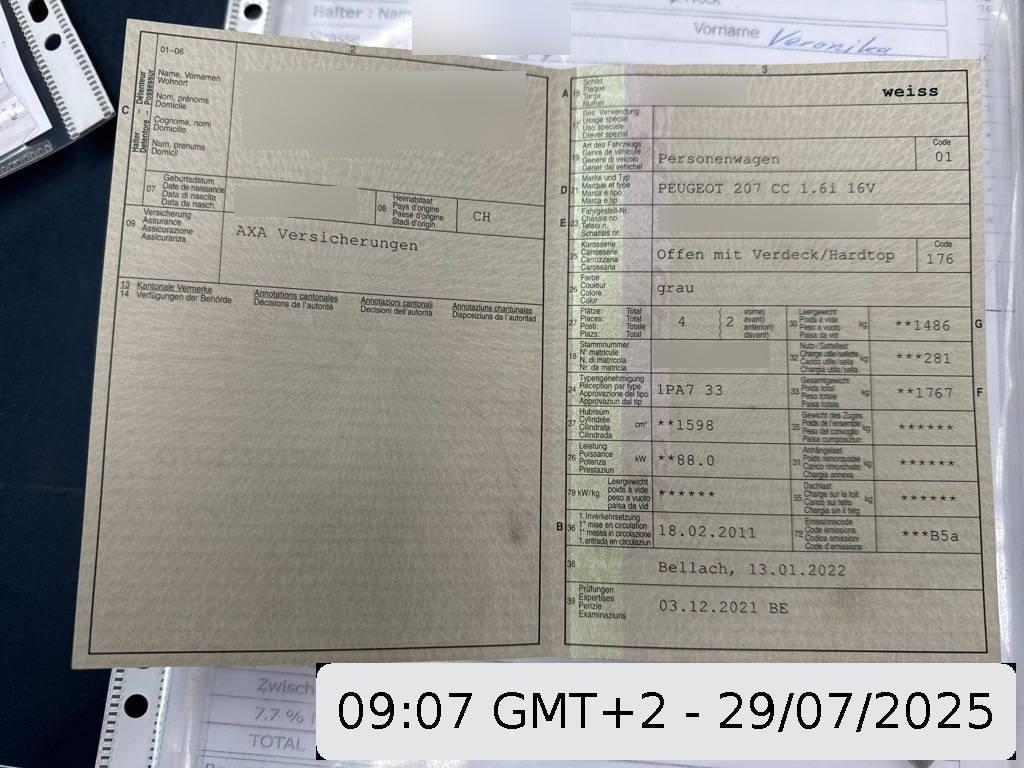 Halter : Name
Vorname Veronika
01-06
2
Halter - Détenteur
Detentore - Possessur
C
Name, Vornamen
Wohnort
Nom, prénoms
Domicile
Cognome, nomi
Domicilio
Num, prenums
Domicil
07
Geburtsdatum
Date de naissance
Data di nascita
Data da nasch.
08
Heimatstaat
Pays d'origine
Paese d'origine
Stadi d'origin
CH
09
Versicherung
Assurance
Assicurazione
Assicuranza
AXA Versicherungen
13 Kantonale Vermerke Annotations cantonales Annotazioni cantonali Annotaziuns chantunalas
14 Verfügungen der Behörde Décisions de l'autorité Decisioni dell'autorità Disposiziuns da l'autoritad
3
A
15
Schild
Plaque
Targa
Numer
weiss
17
Bes. Verwendung
Usage spécial
Uso speciale
Diever spezial
19
Art des Fahrzeugs
Genre de véhicule
Genere di veicolo
Gener dal vehichel
Personenwagen
Code
01
D
21
Marke und Typ
Marque et type
Marca e tipo
Marca e tip
PEUGEOT 207 CC 1.6i 16V
E
23
Fahrgestell-Nr.
Châssis no
Telaio n.
Schassis nr.
25
Karosserie
Carrosserie
Carrozzeria
Carossaria
Offen mit Verdeck/Hardtop
Code
176
26
Farbe
Couleur
Colore
Colur
grau
27
Plätze: Total
Places: Total
Posti: Totale
Plazs: Total
4
( 2
vorne)
avant)
anteriori)
davant)
30
Leergewicht
Poids à vide
Peso a vuoto
Paisa da vid
kg
**1486
G
18
Stammnummer
N° matricule
N. di matricola
Nr. da matricla
32
Nutz-/Sattellast
Charge utile/sellette
Carico utile/sella
Chargia utila/sella
kg
***281
24
Typengenehmigung
Réception par type
Approvazione del tipo
Approvaziun dal tip
1PA7 33
33
Gesamtgewicht
Poids total
Peso totale
Paisa totala
kg
**1767
F
37
Hubraum
Cylindrée
Cilindrata
Cilindrada
cm³
**1598
35
Gewicht des Zuges
Poids de l'ensemble
Peso del convoglio
Paisa cumposiziun
kg
******
76
Leistung
Puissance
Potenza
Prestaziun
kW
**88.0
31
Anhängelast
Poids remorquable
Carico rimorchiato
Chargia annexa
kg
******
78 kW/kg
Leergewicht
poids à vide
peso a vuoto
paisa da vid
******
55
Dachlast
Charge sur le toit
Carico sul tetto
Chargia sin il tetg
kg
******
B
36
1. Inverkehrsetzung
1re mise en circulation
1a messa in circolazione
1. entrada en circulaziun
18.02.2011
72
Emissionscode
Code émissions
Codice emissioni
Code d'emissiuns
***B5a
38
Bellach, 13.01.2022
39
Prüfungen
Expertises
Perizie
Examinaziuns
03.12.2021 BE
Zwisch
7.7 %
TOTAL
09:07 GMT+2 - 29/07/2025